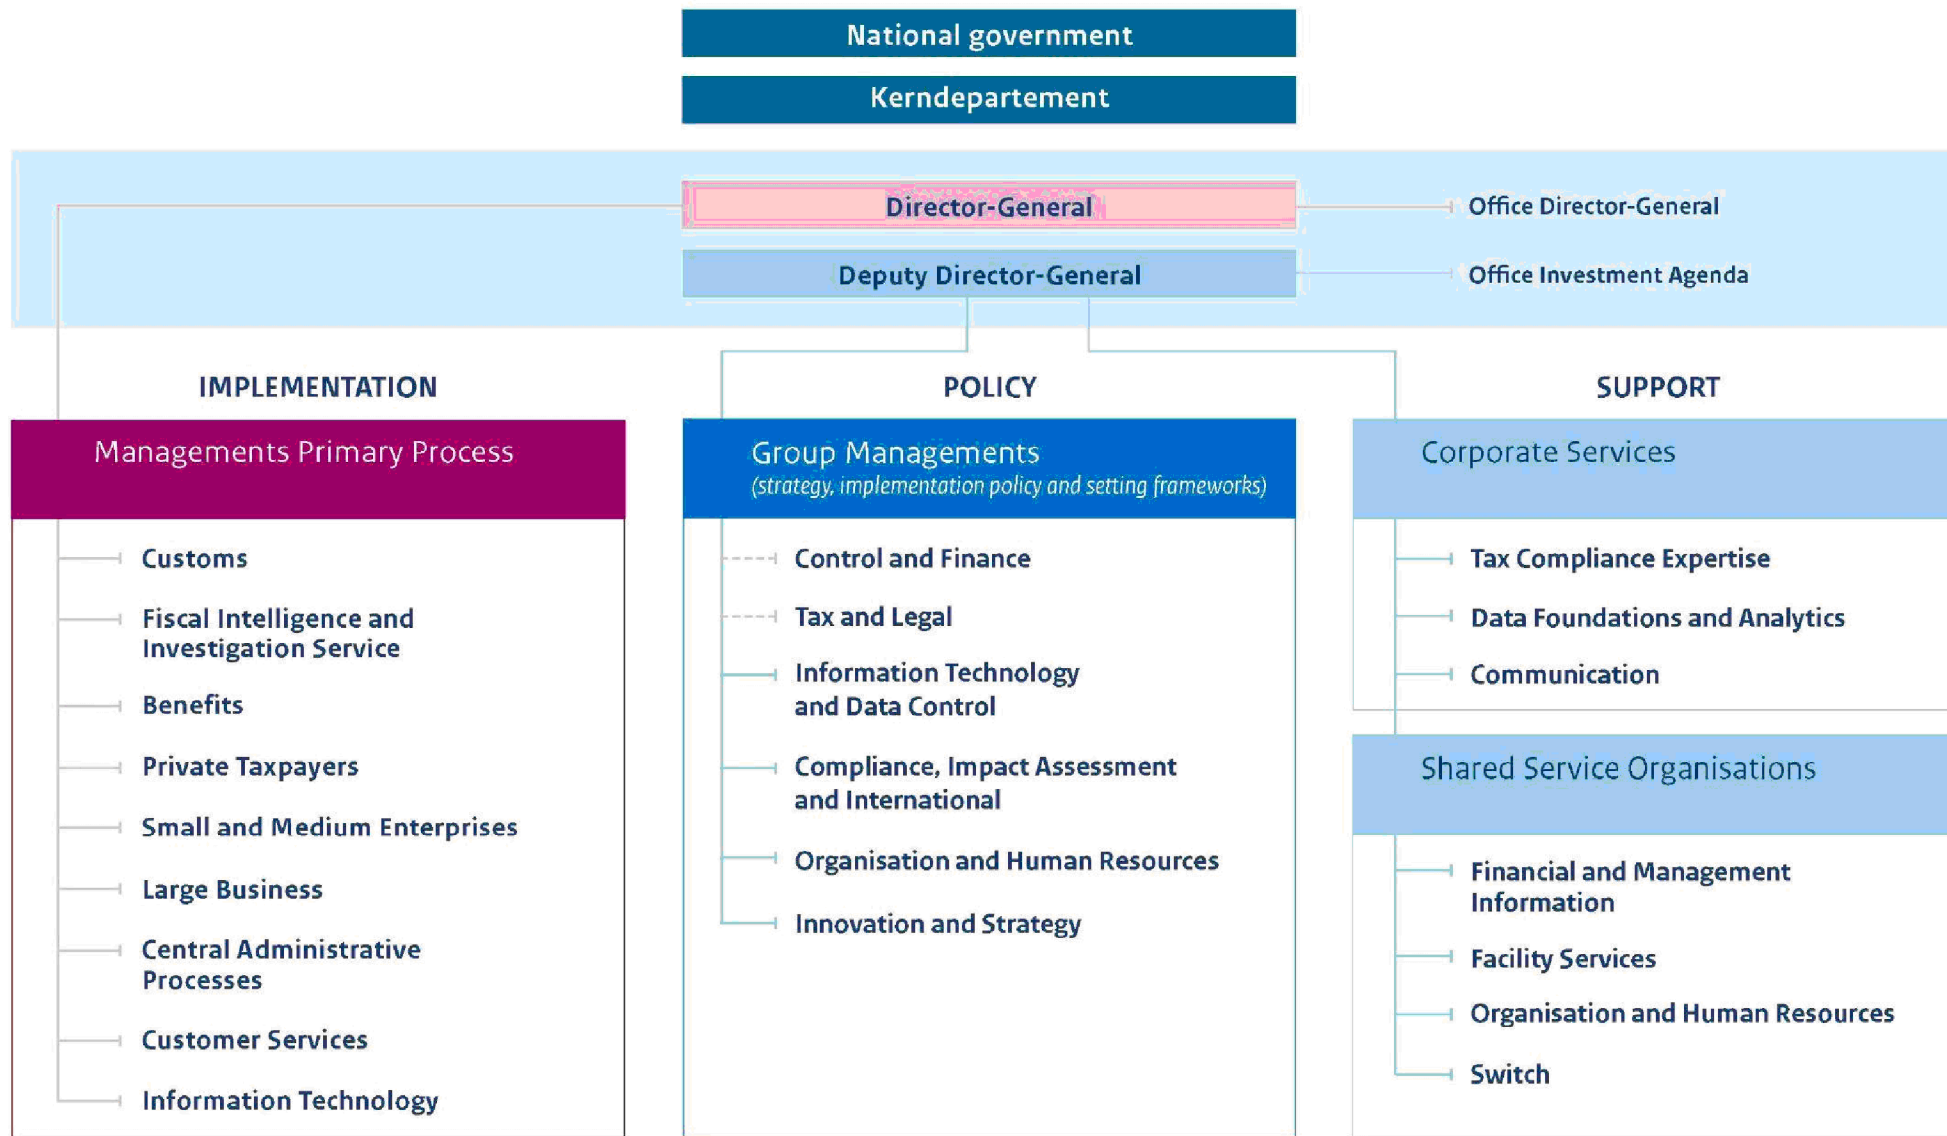 National government
Kerndepartement
Director-General
Office Director-General
Deputy Director-General
Office Investment Agenda
IMPLEMENTATION
Managements Primary Process
Customs
Fiscal Intelligence and
Investigation Service
Benefits
Private Taxpayers
Small and Medium Enterprises
Large Business
Central Administrative
Processes
Customer Services
Information Technology
POLICY
Group Managements
(strategy, implementation policy and setting frameworks)
Control and Finance
Tax and Legal
Information Technology
and Data Control
Compliance, Impact Assessment
and International
Organisation and Human Resources
Innovation and Strategy
SUPPORT
Corporate Services
Tax Compliance Expertise
Data Foundations and Analytics
Communication
Shared Service Organisations
Financial and Management
Information
Facility Services
Organisation and Human Resources
Switch